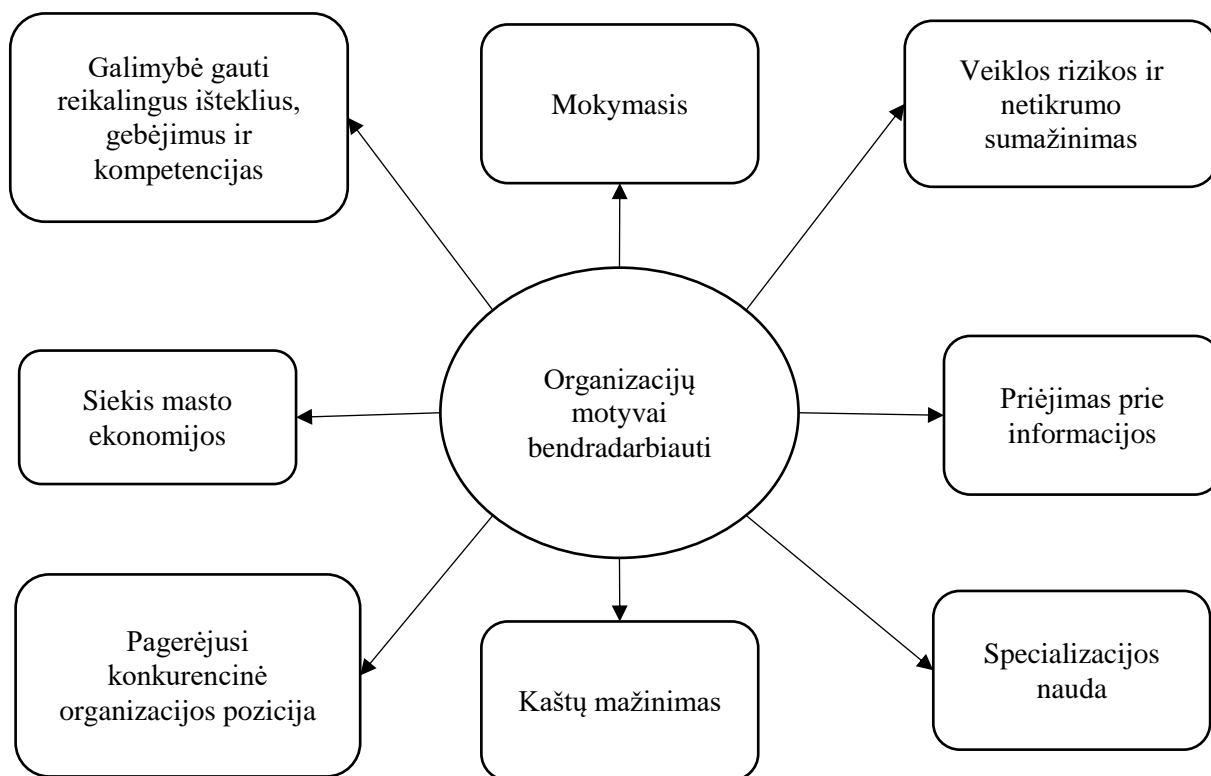 Galimybė gauti
reikalingus išteklius,
gebėjimus ir
kompetencijas
Mokymasis
Veiklos rizikos ir
netikrumo
sumažinimas
Siekis masto
ekonomijos
Organizacijų
motyvai
bendradarbiauti
Priėjimas prie
informacijos
Pagerėjusi
konkurencinė
organizacijos pozicija
Kaštų mažinimas
Specializacijos
nauda